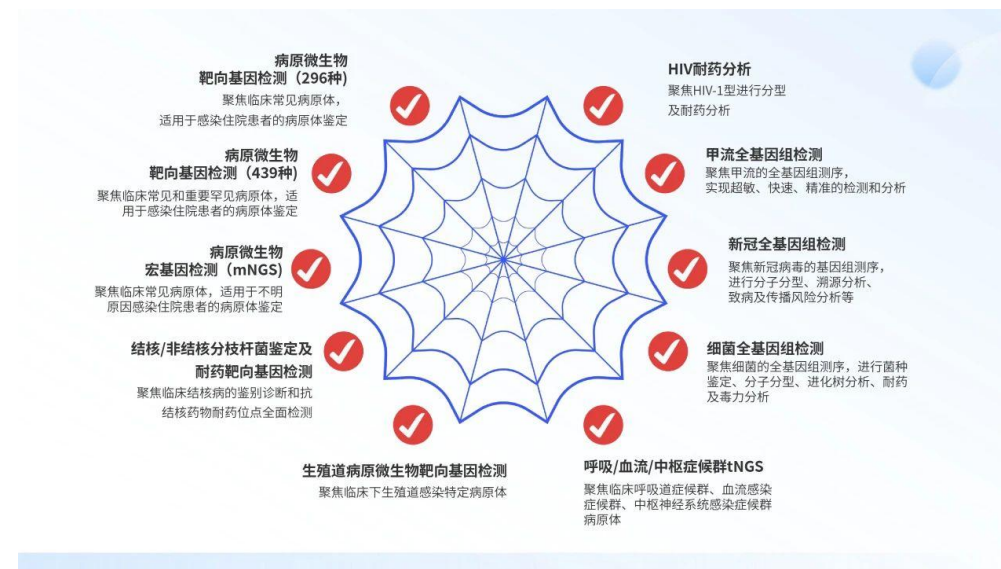 病原微生物
靶向基因检测（296种)
聚焦临床常见病原体，
适用于感染住院患者的病原体鉴定
病原微生物
靶向基因检测（439种)
聚焦临床常见和重要罕见病原体，适
用于感染住院患者的病原体鉴定
病原微生物
宏基因检测（mNGS)
聚焦临床常见病原体，适用于不明
原因感染住院患者的病原体鉴定
结核/非结核分枝杆菌鉴定及
耐药靶向基因检测
聚焦临床结核病的鉴别诊断和抗
结核药物耐药位点全面检测
生殖道病原微生物靶向基因检测
聚焦临床下生殖道感染特定病原体
HIV耐药分析
聚焦HIV-1型进行分型
及耐药分析
甲流全基因组检测
聚焦甲流的全基因组测序，
实现超敏、快速、精准的检测和分析
新冠全基因组检测
聚焦新冠病毒的基因组测序，
进行分子分型、溯源分析、
致病及传播风险分析等
细菌全基因组检测
聚焦细菌的全基因组测序，进行菌种
鉴定、分子分型、进化树分析、耐药
及毒力分析
呼吸/血流/中枢症候群tNGS
聚焦临床呼吸道症候群、血流感染
症候群、中枢神经系统感染症候群
病原体